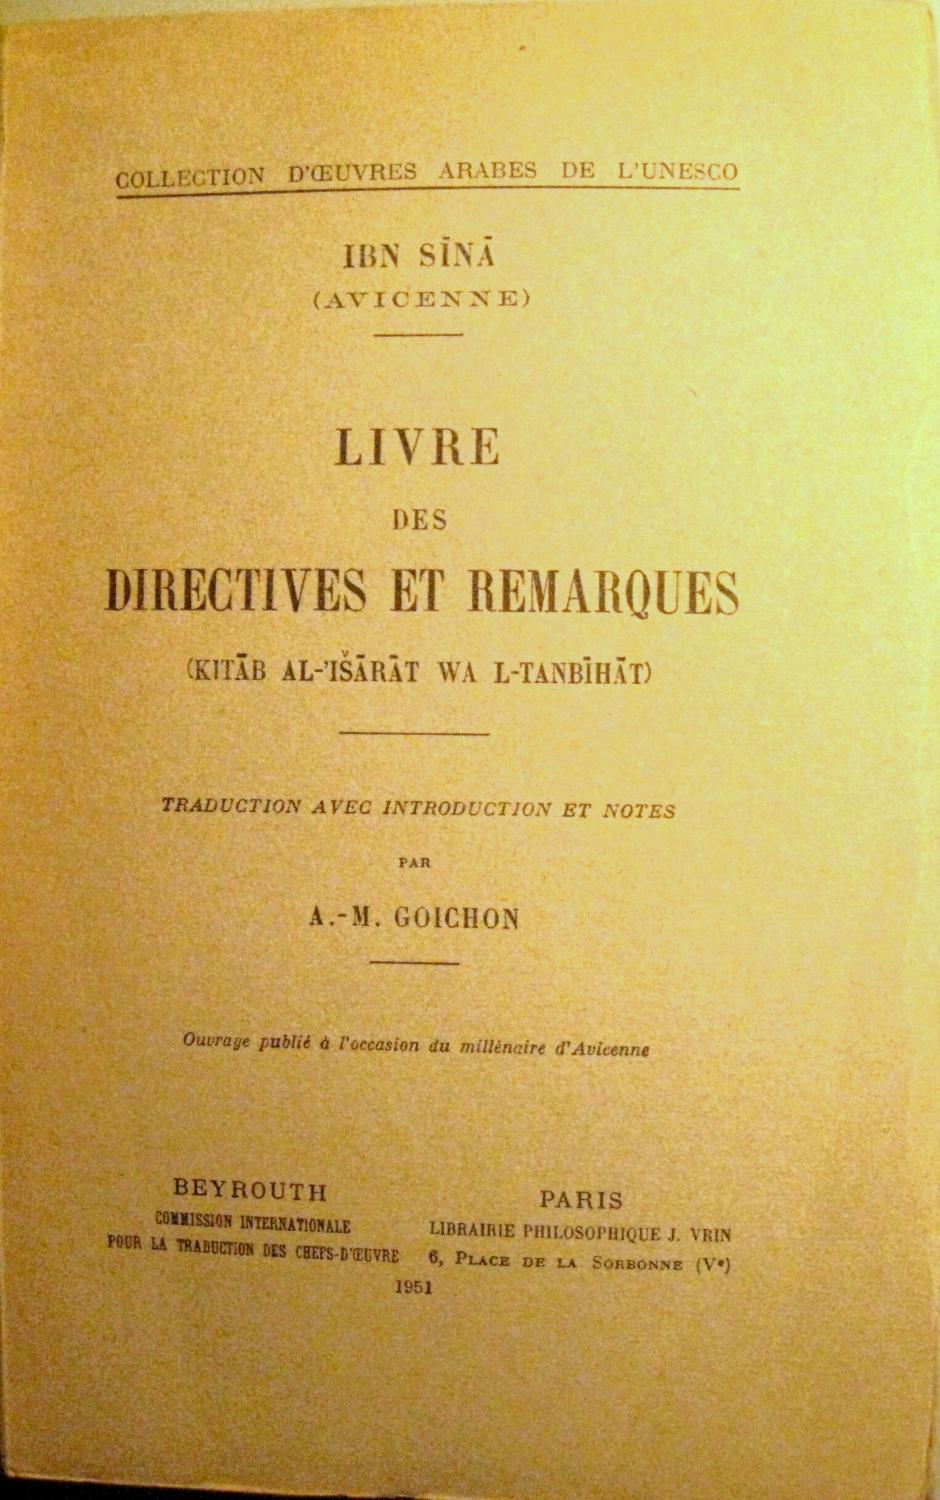 COLLECTION D'ŒUVRES ARABES DE L'UNESCO
IBN SĪNĀ
(AVICENNE)
LIVRE
DES
DIRECTIVES ET REMARQUES
(KITĀB AL-'IŠĀRĀT WA L-TANBĪHĀT)
TRADUCTION AVEC INTRODUCTION ET NOTES
PAR
A.-M. GOICHON
Ouvrage publié à l'occasion du millénaire d'Avicenne
BEYROUTH
COMMISSION INTERNATIONALE
POUR LA TRADUCTION DES CHEFS-D'ŒUVRE
PARIS
LIBRAIRIE PHILOSOPHIQUE J. VRIN
6, PLACE DE LA SORBONNE (Vᵉ)
1951